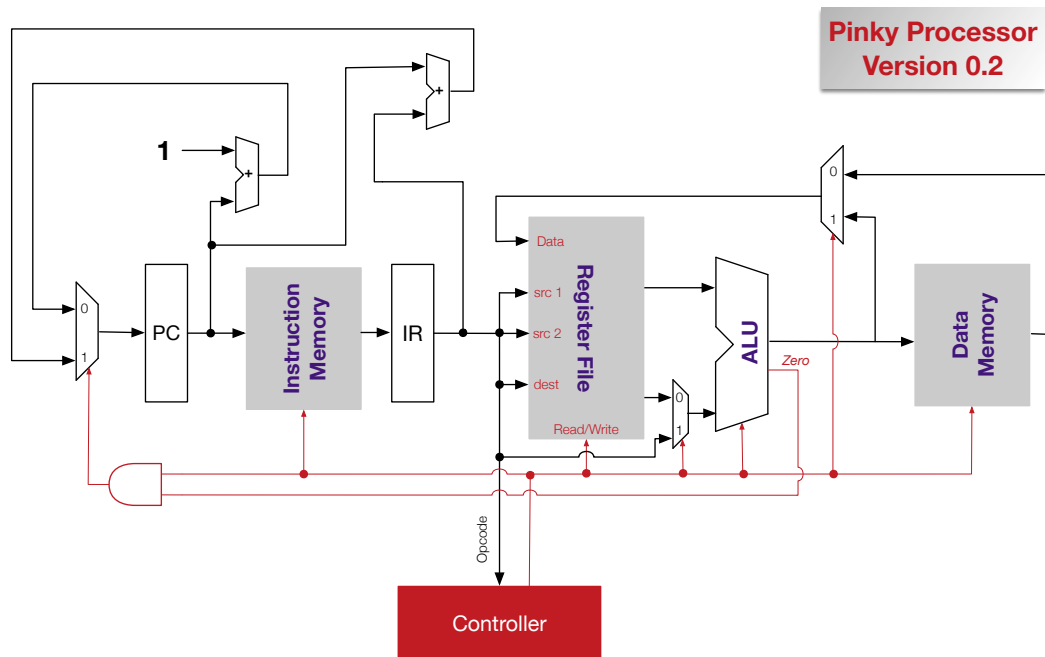 Pinky Processor
Version 0.2
+
1
+
0
1
PC
Instruction
Memory
IR
Data
src 1
src 2
dest
Read/Write
Register File
0
1
ALU
Zero
0
1
Data
Memory
Opcode
Controller